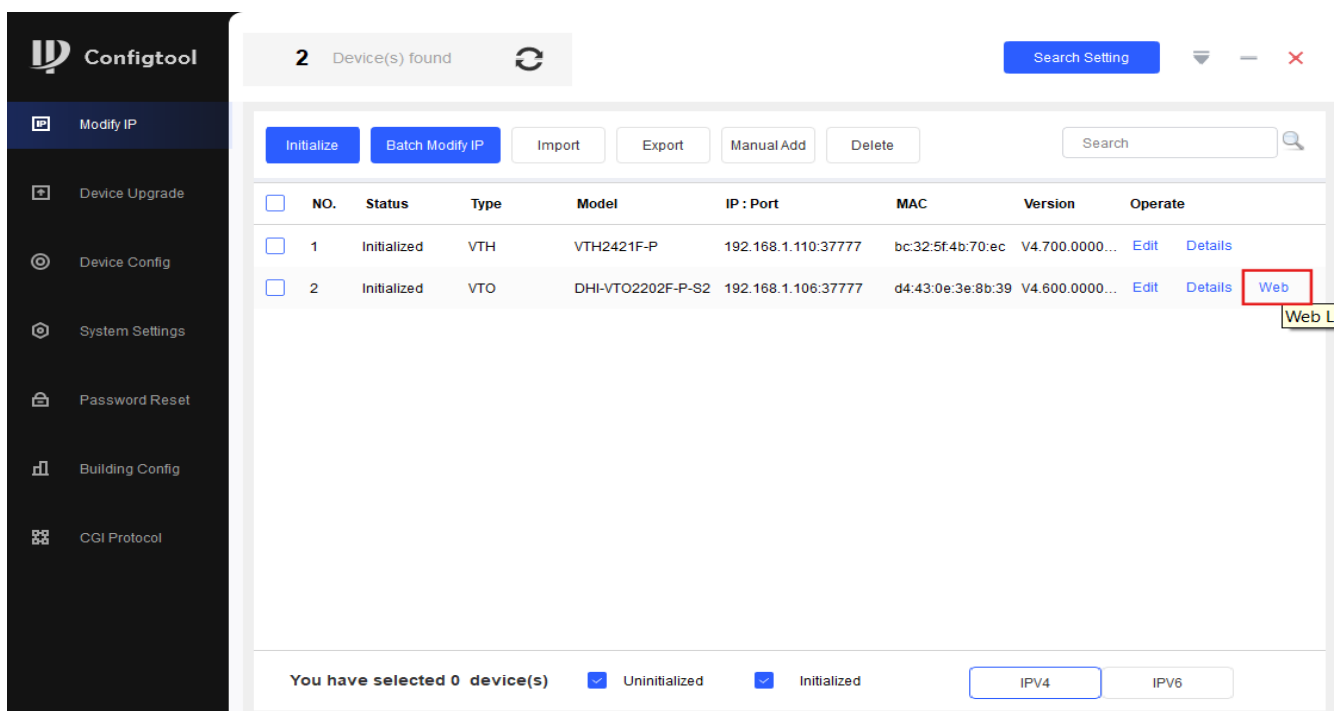 Configtool
2 Device(s) found
Search Setting
Modify IP
Device Upgrade
Device Config
System Settings
Password Reset
Building Config
CGI Protocol
Initialize Batch Modify IP Import Export Manual Add Delete Search
NO. Status Type Model IP : Port MAC Version Operate
1 Initialized VTH VTH2421F-P 192.168.1.110:37777 bc:32:5f:4b:70:ec V4.700.0000... Edit Details
2 Initialized VTO DHI-VTO2202F-P-S2 192.168.1.106:37777 d4:43:0e:3e:8b:39 V4.600.0000... Edit Details Web
Web L
You have selected 0 device(s) Uninitialized Initialized IPV4 IPV6